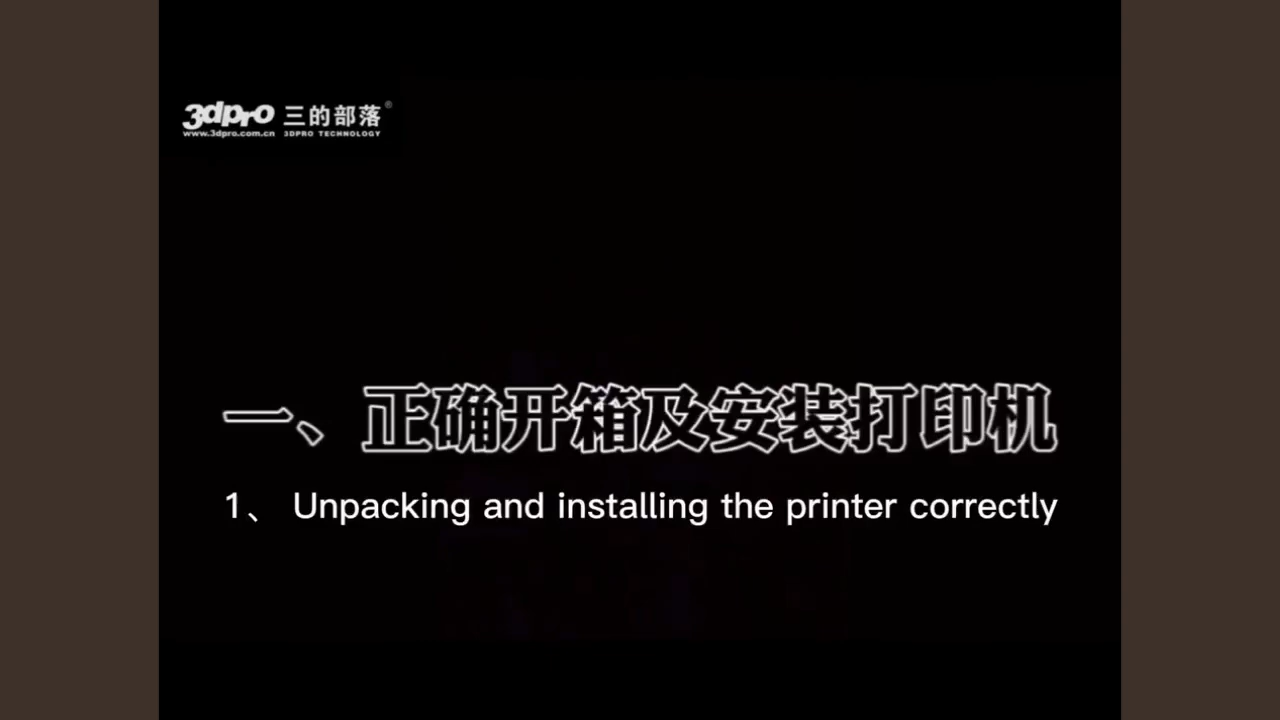 3dpro 三的部落®
www.3dpro.com.cn 3DPRO TECHNOLOGY
一、正确开箱及安装打印机
1、 Unpacking and installing the printer correctly